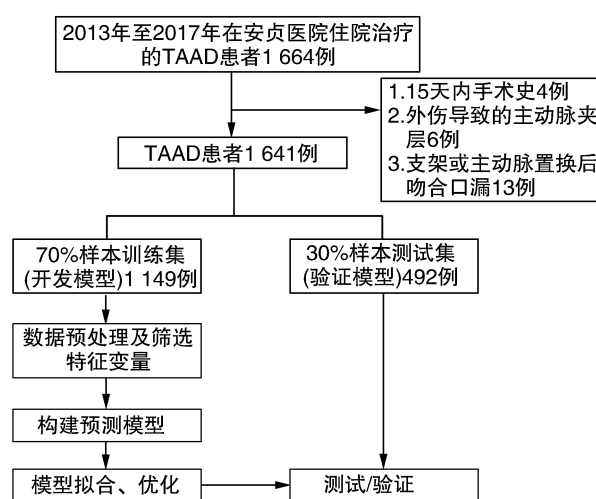 2013年至2017年在安贞医院住院治疗
的TAAD患者1 664例
1.15天内手术史4例
2.外伤导致的主动脉夹
层6例
3.支架或主动脉置换后
吻合口漏13例
TAAD患者1 641例
70%样本训练集
(开发模型)1 149例
30%样本测试集
(验证模型)492例
数据预处理及筛选
特征变量
构建预测模型
模型拟合、优化
测试/验证